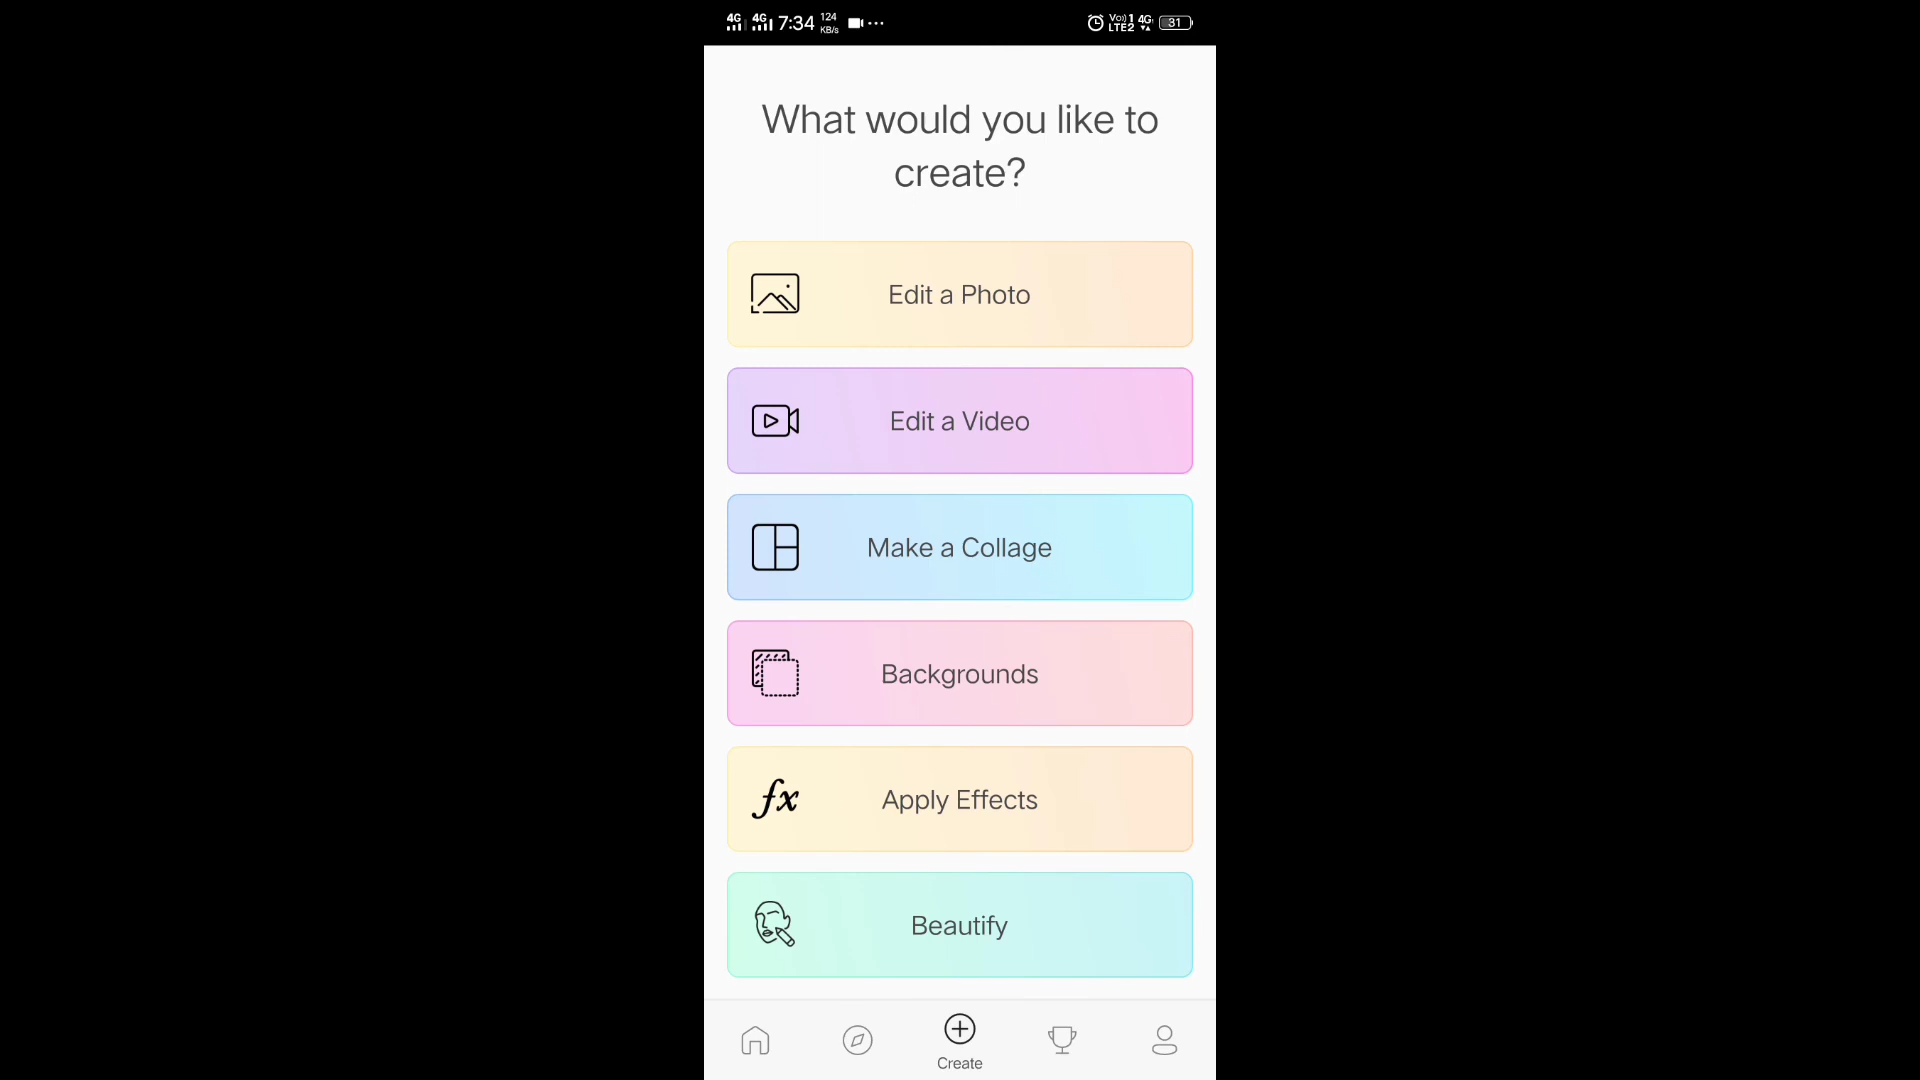 4G 4G 7:34 124 KB/s ... Vo) 1 LTE2 4G 31
What would you like to
create?
Edit a Photo
Edit a Video
Make a Collage
Backgrounds
fx Apply Effects
Beautify
Create